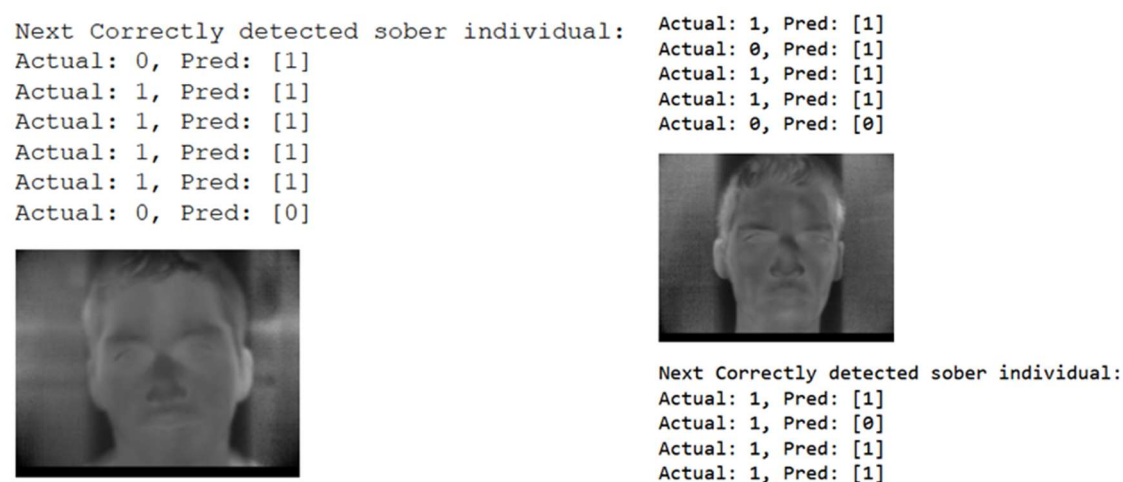 Next Correctly detected sober individual:
Actual: 0, Pred: [1]
Actual: 1, Pred: [1]
Actual: 1, Pred: [1]
Actual: 1, Pred: [1]
Actual: 1, Pred: [1]
Actual: 0, Pred: [0]
Actual: 1, Pred: [1]
Actual: 0, Pred: [1]
Actual: 1, Pred: [1]
Actual: 1, Pred: [1]
Actual: 0, Pred: [0]
Next Correctly detected sober individual:
Actual: 1, Pred: [1]
Actual: 1, Pred: [0]
Actual: 1, Pred: [1]
Actual: 1, Pred: [1]